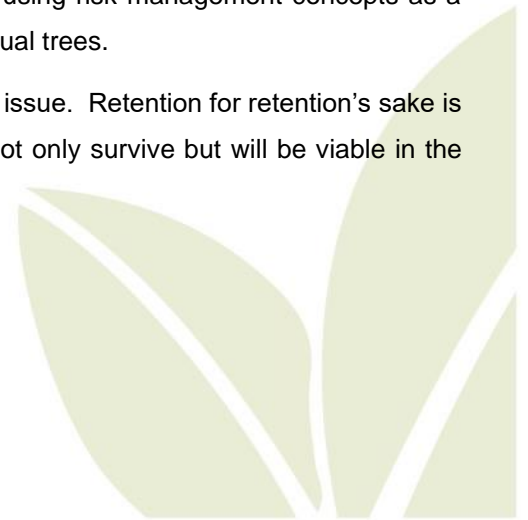 using risk management concepts as a
ual trees.
issue. Retention for retention’s sake is
ot only survive but will be viable in the